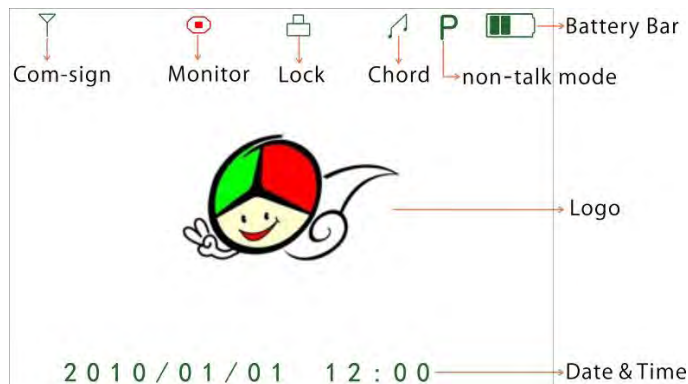 P
Battery Bar
Com-sign Monitor Lock Chord non-talk mode
Logo
2010/01/01 12:00
Date & Time